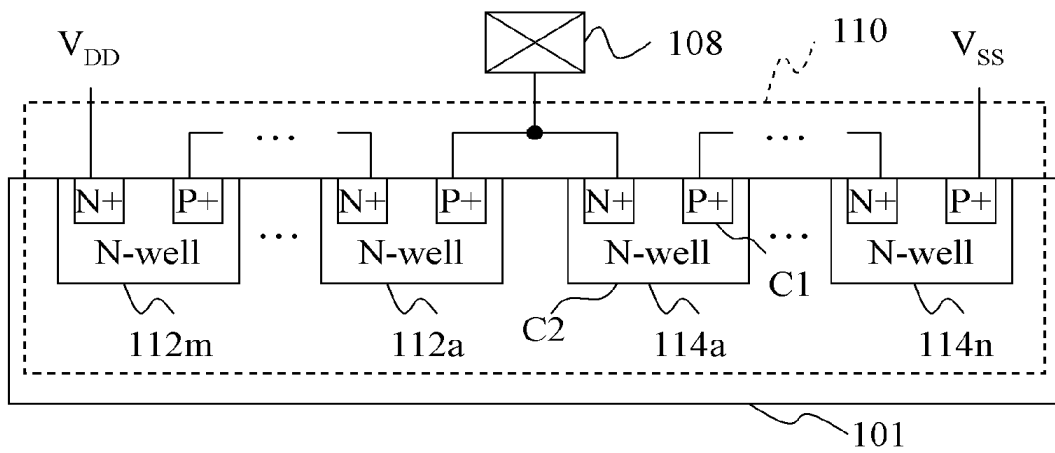 V_DD
108
110
V_SS
... ...
N+ P+ N+ P+ N+ P+ N+ P+
N-well ... N-well N-well ... N-well
C1
C2
112m 112a 114a 114n
101